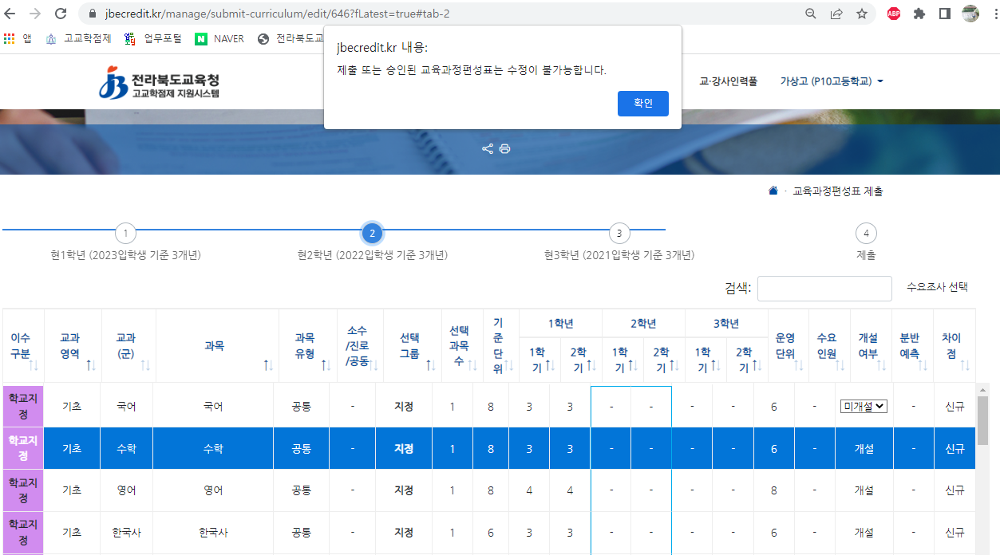 jbecredit.kr/manage/submit-curriculum/edit/646?fLatest=true#tab-2
ABP
앱 고교학점제 업무포털 N NAVER 전라북도교
jbecredit.kr 내용:
제출 또는 승인된 교육과정편성표는 수정이 불가능합니다.
확인
전라북도교육청
고교학점제 지원시스템
교·강사인력풀 가상고 (P10고등학교)
· 교육과정편성표 제출
1 2 3 4
현1학년 (2023입학생 기준 3개년) 현2학년 (2022입학생 기준 3개년) 현3학년 (2021입학생 기준 3개년) 제출
검색: 수요조사 선택
이수 구분 교과 영역 교과 (군) 과목 과목 유형 소수 /진로 /공동 선택 그룹 선택 과목 수 기준단위 1학년 2학년 3학년 운영 단위 수요 인원 개설 여부 분반 예측 차이점
1학기 2학기 1학기 2학기 1학기 2학기
학교지정 기초 국어 국어 공통 - 지정 1 8 3 3 - - - - 6 - 미개설 - 신규
학교지정 기초 수학 수학 공통 - 지정 1 8 3 3 - - - - 6 - 개설 - 신규
학교지정 기초 영어 영어 공통 - 지정 1 8 4 4 - - - - 8 - 개설 - 신규
학교지정 기초 한국사 한국사 공통 - 지정 1 6 3 3 - - - - 6 - 개설 - 신규